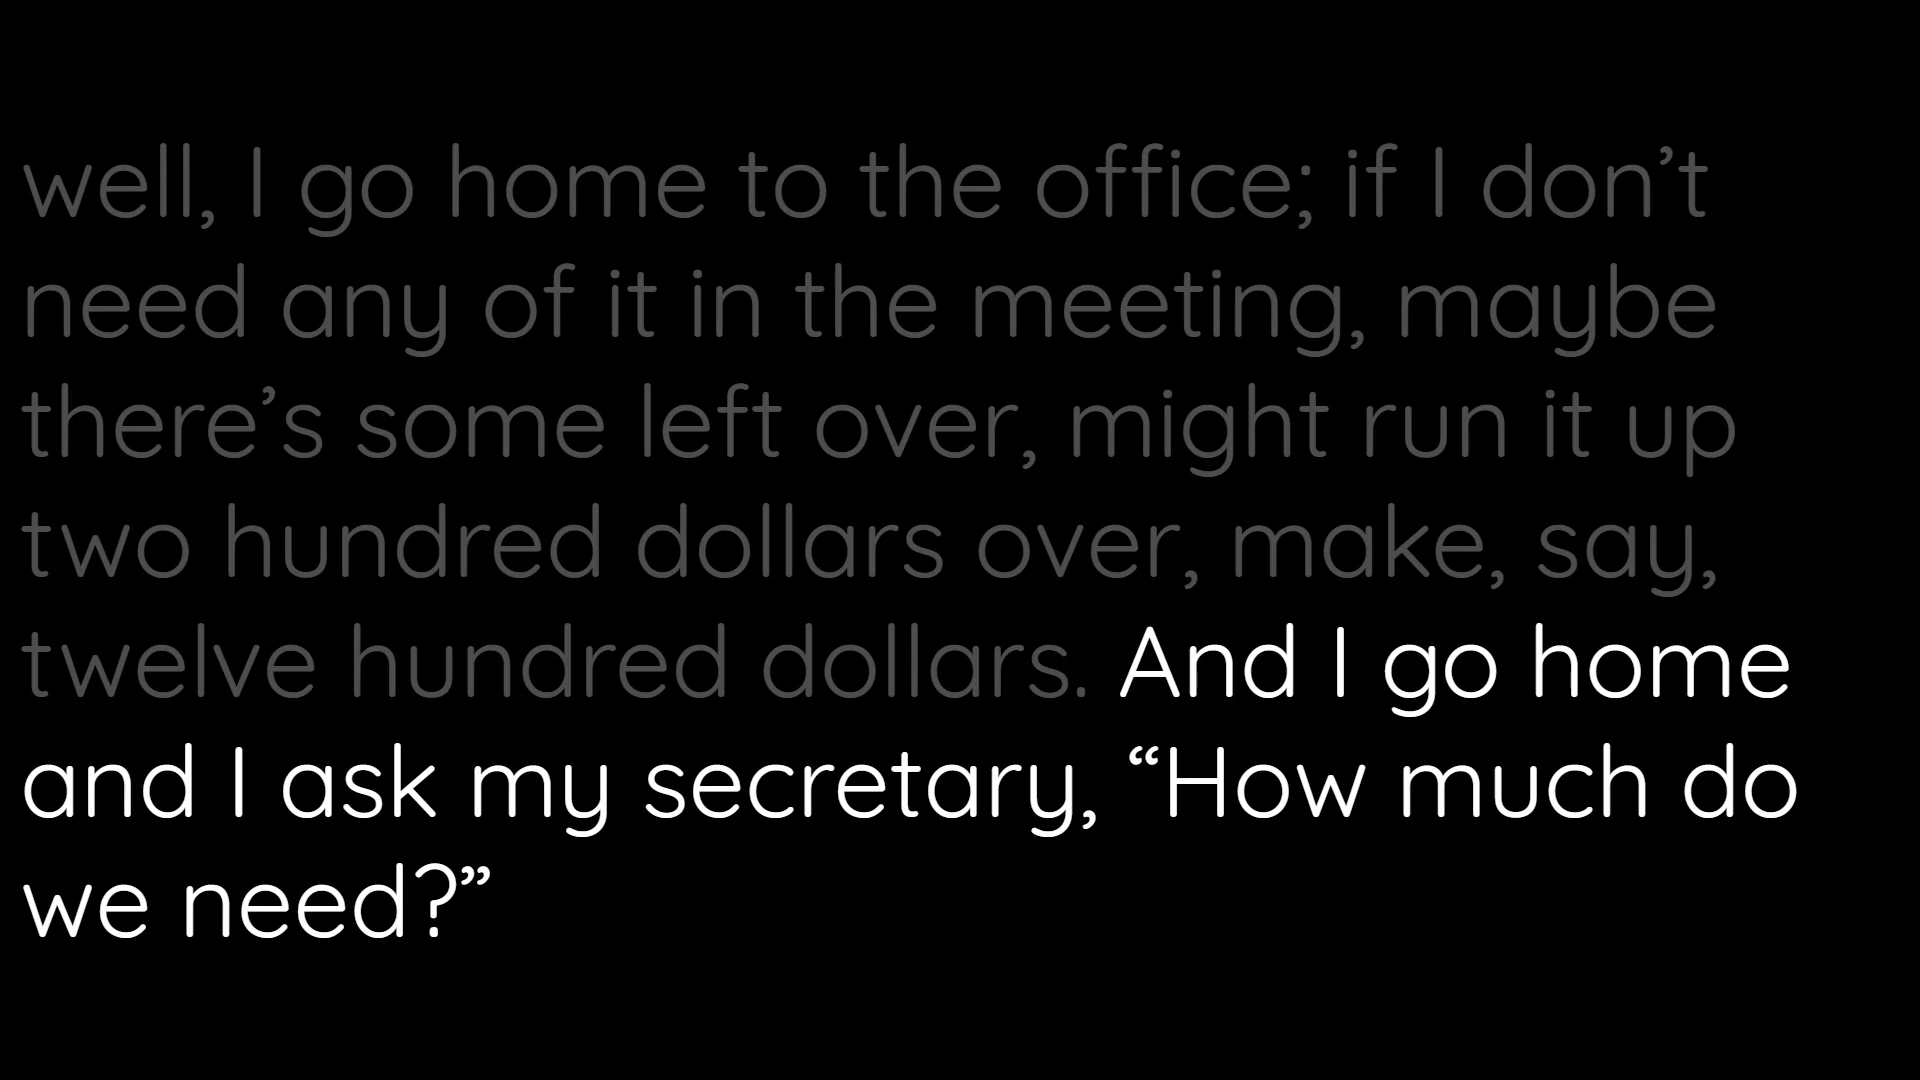 well, I go home to the office; if I don’t
need any of it in the meeting, maybe
there’s some left over, might run it up
two hundred dollars over, make, say,
twelve hundred dollars. And I go home
and I ask my secretary, “How much do
we need?”